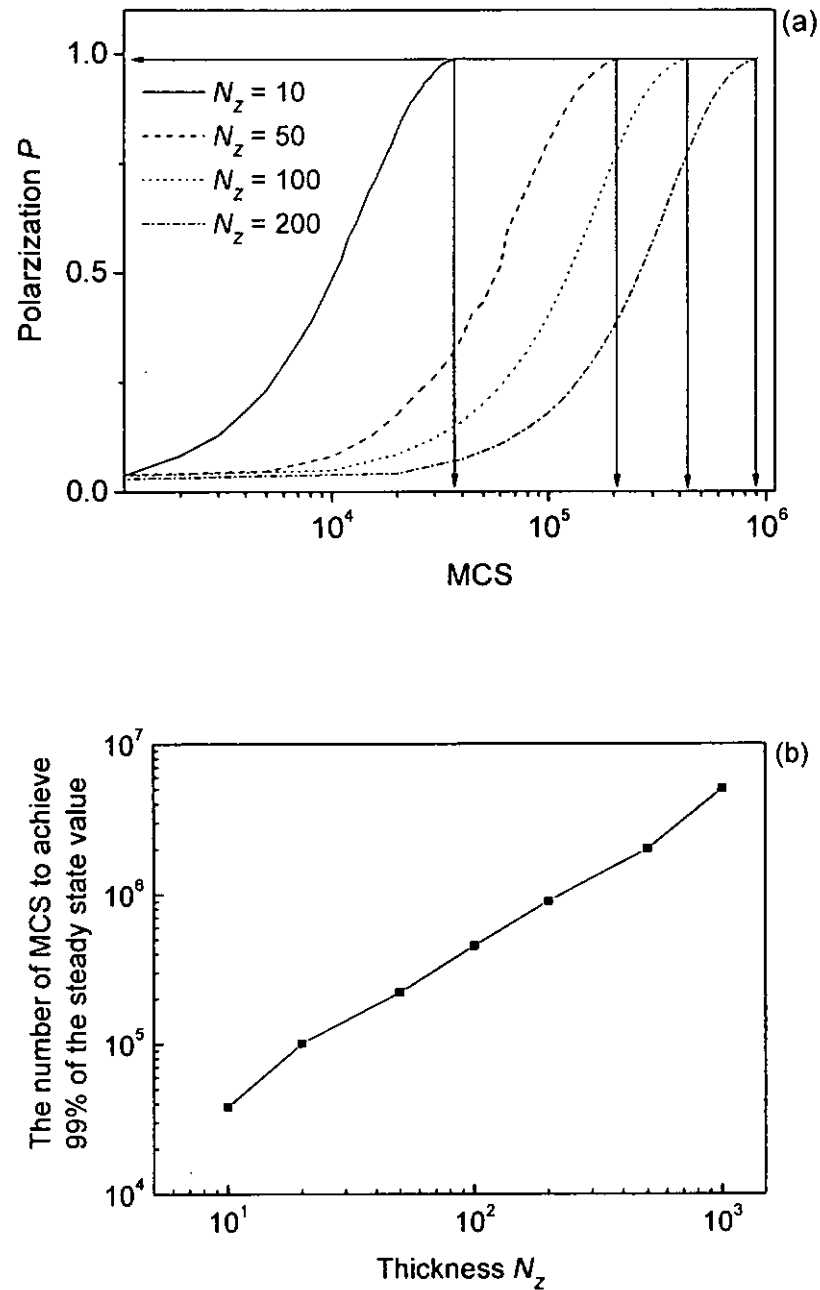 (a)
1.0
0.5
0.0
Polarzization P
N_z = 10
N_z = 50
N_z = 100
N_z = 200
10^4
10^5
10^6
MCS
(b)
10^7
10^6
10^5
10^4
The number of MCS to achieve
99% of the steady state value
10^1
10^2
10^3
Thickness N_z